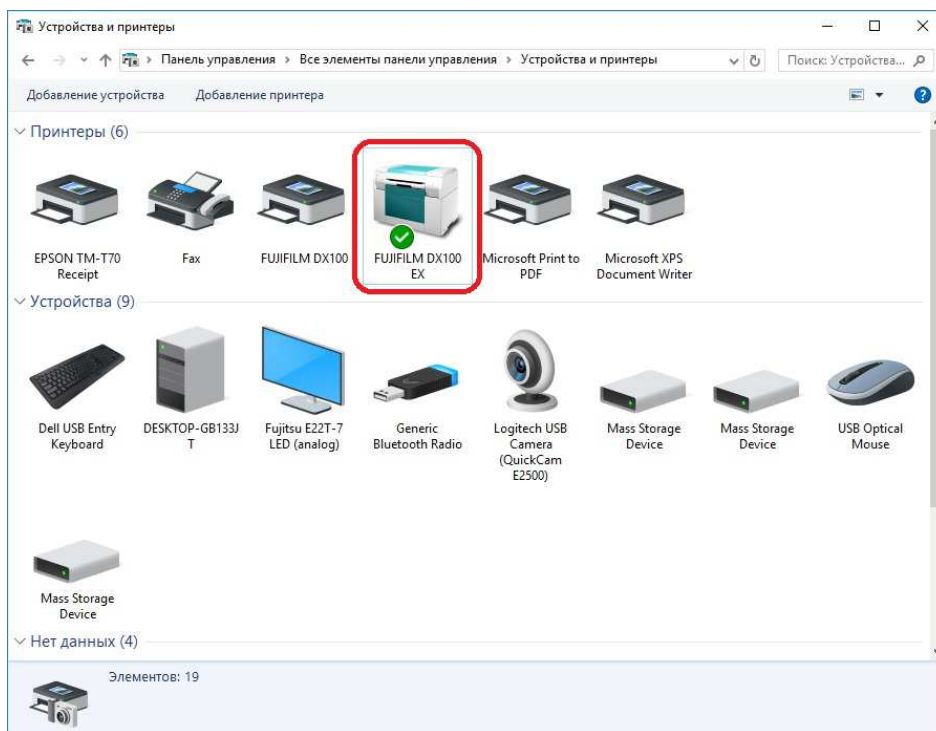 Устройства и принтеры
Панель управления › Все элементы панели управления › Устройства и принтеры
Поиск: Устройства...
Добавление устройства Добавление принтера
Принтеры (6)
EPSON TM-T70
Receipt
Fax
FUJIFILM DX100
FUJIFILM DX100
EX
Microsoft Print to
PDF
Microsoft XPS
Document Writer
Устройства (9)
Dell USB Entry
Keyboard
DESKTOP-GB133J
T
Fujitsu E22T-7
LED (analog)
Generic
Bluetooth Radio
Logitech USB
Camera
(QuickCam
E2500)
Mass Storage
Device
Mass Storage
Device
USB Optical
Mouse
Mass Storage
Device
Нет данных (4)
Элементов: 19